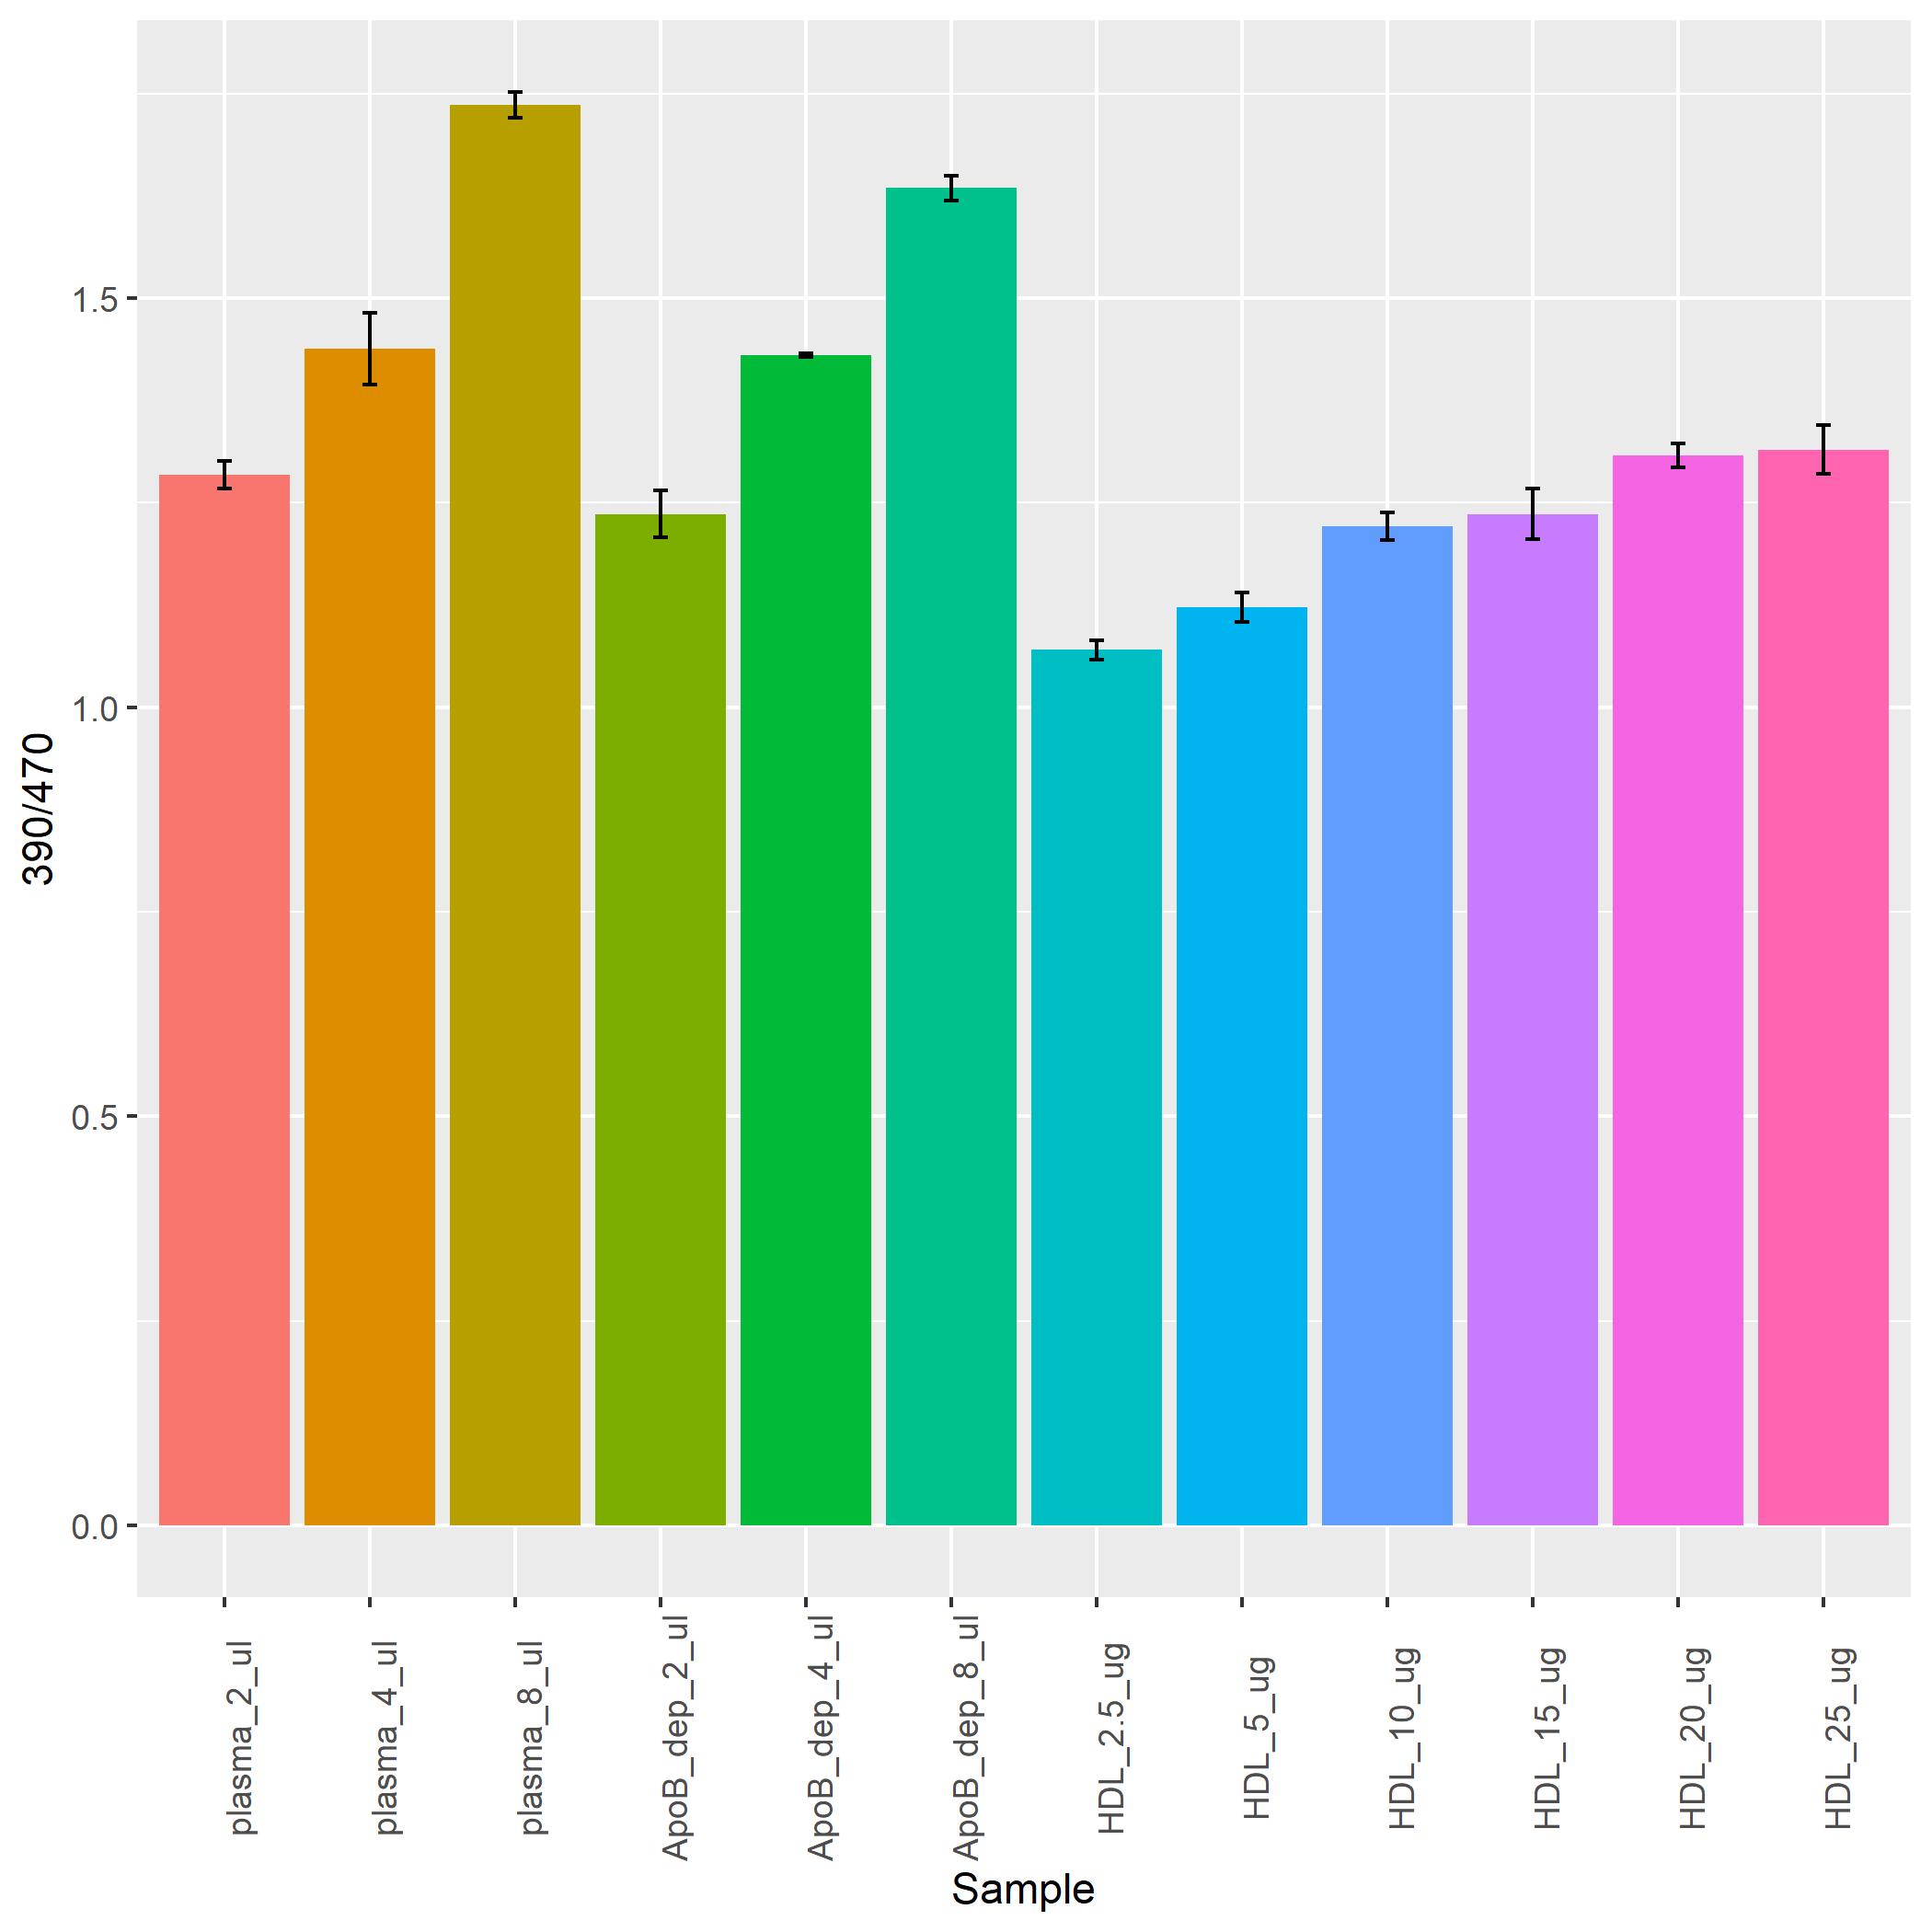 390/470
1.5
1.0
0.5
0.0
plasma_2_ul
plasma_4_ul
plasma_8_ul
ApoB_dep_2_ul
ApoB_dep_4_ul
ApoB_dep_8_ul
HDL_2.5_ug
HDL_5_ug
HDL_10_ug
HDL_15_ug
HDL_20_ug
HDL_25_ug
Sample